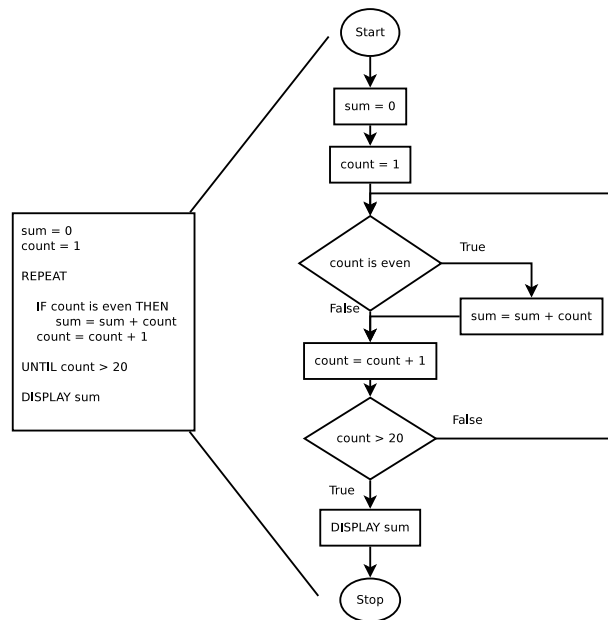 sum = 0
count = 1
REPEAT
IF count is even THEN
sum = sum + count
count = count + 1
UNTIL count > 20
DISPLAY sum
Start
sum = 0
count = 1
count is even
True
sum = sum + count
False
count = count + 1
count > 20
False
True
DISPLAY sum
Stop